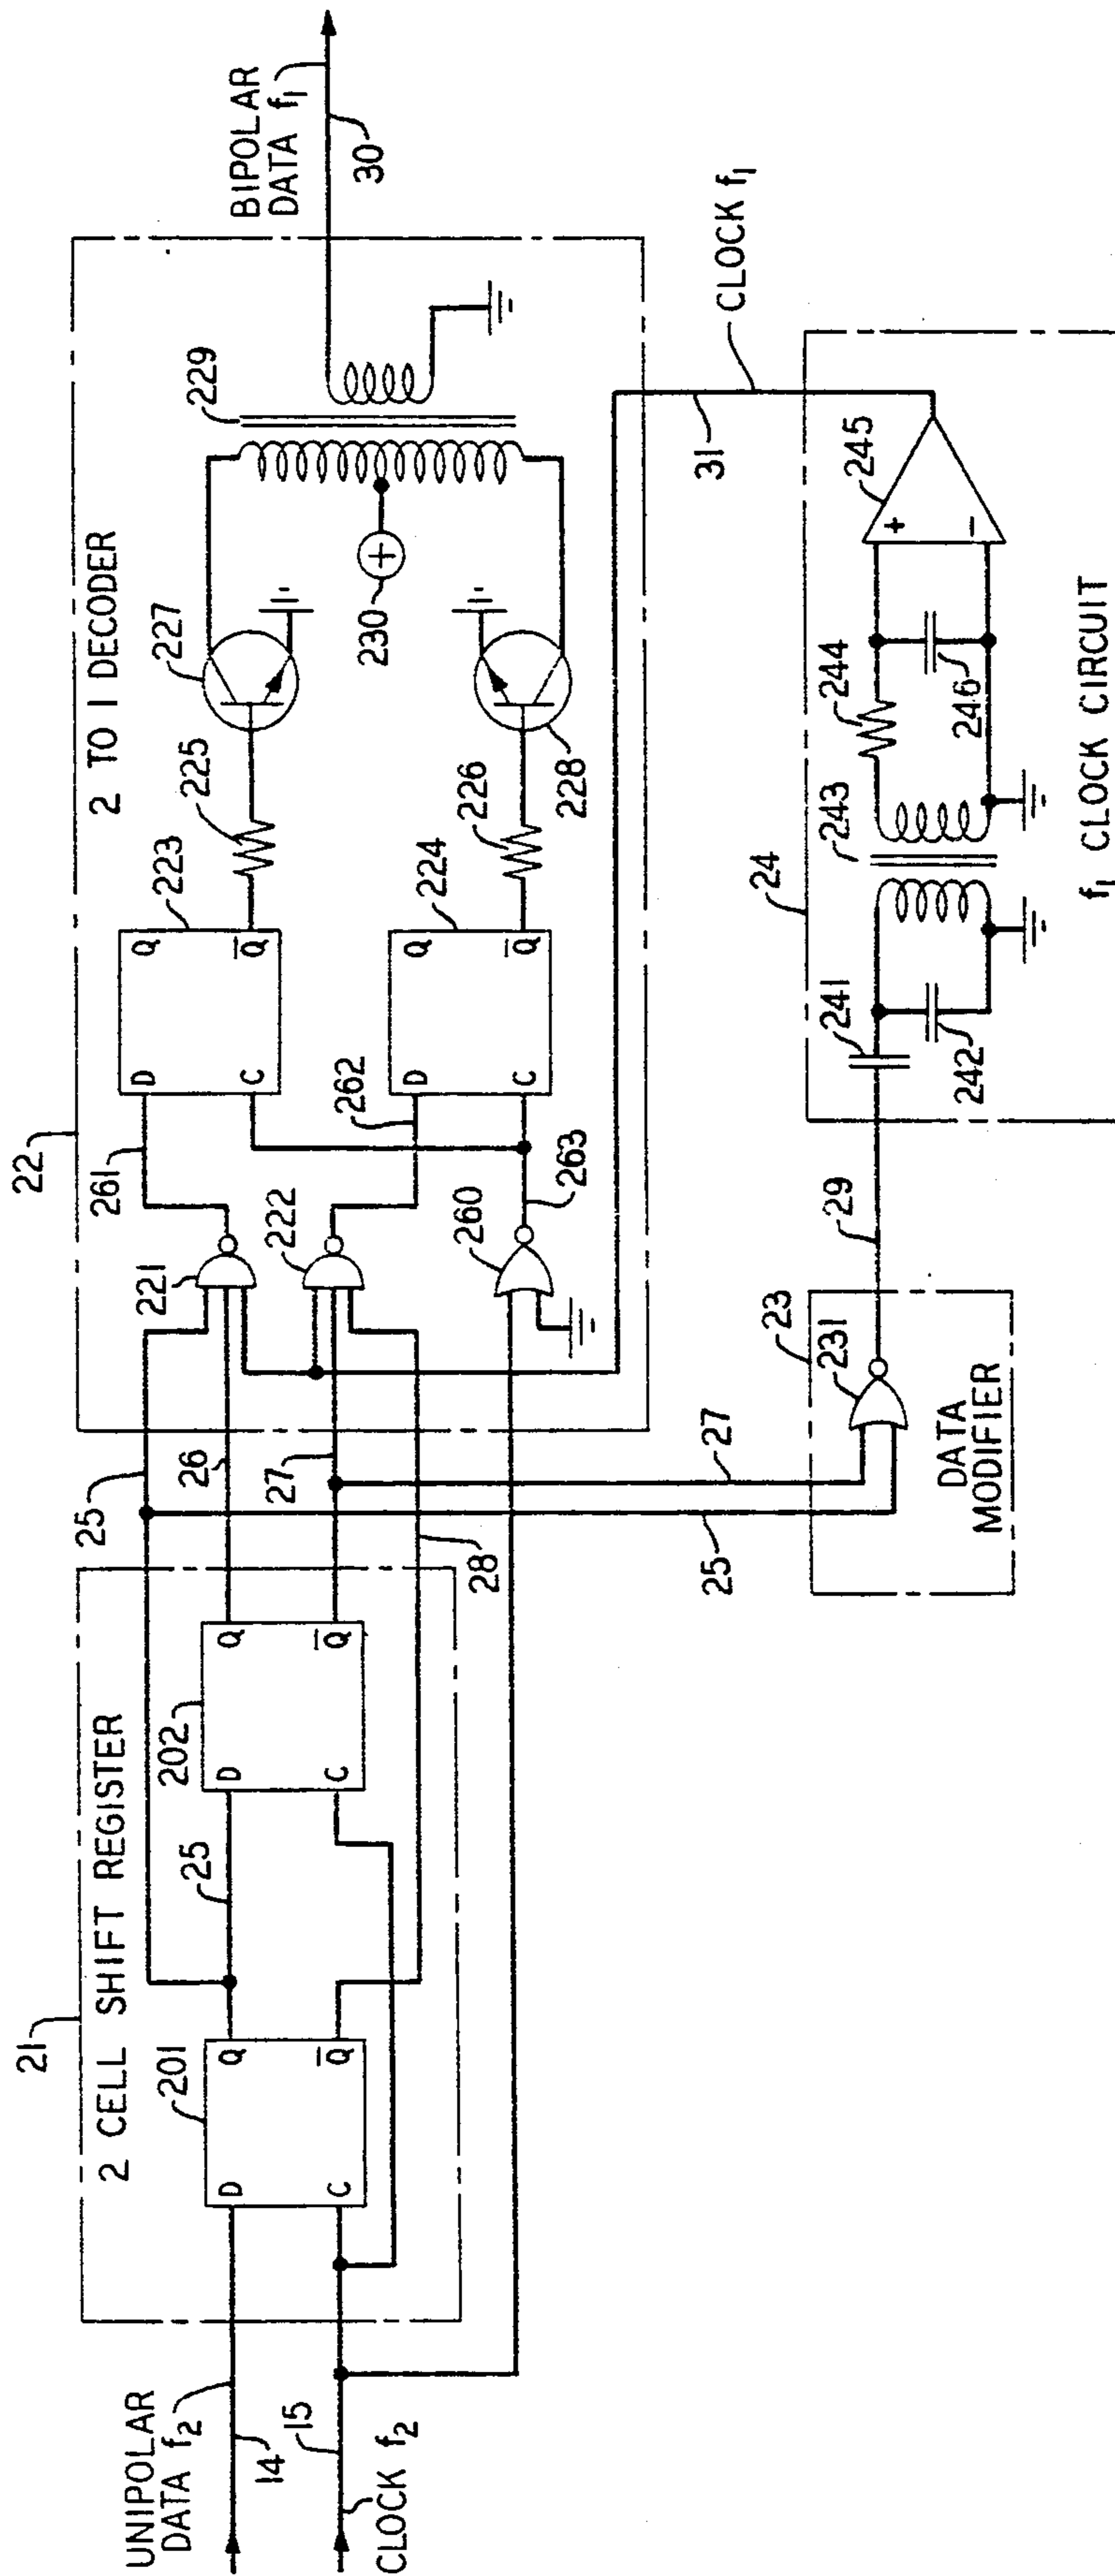 UNIPOLAR
DATA f2
14
15
CLOCK f2
21
2 CELL SHIFT REGISTER
201
D
Q
C
Q̅
25
202
D
Q
C
Q̅
25
26
27
28
25
27
22
2 TO 1 DECODER
221
222
260
261
262
263
223
D
Q
C
Q̅
224
D
Q
C
Q̅
225
226
227
228
229
230
+
BIPOLAR
DATA f1
30
CLOCK f1
31
23
231
DATA
MODIFIER
29
24
241
242
243
244
245
246
+
−
f1 CLOCK CIRCUIT